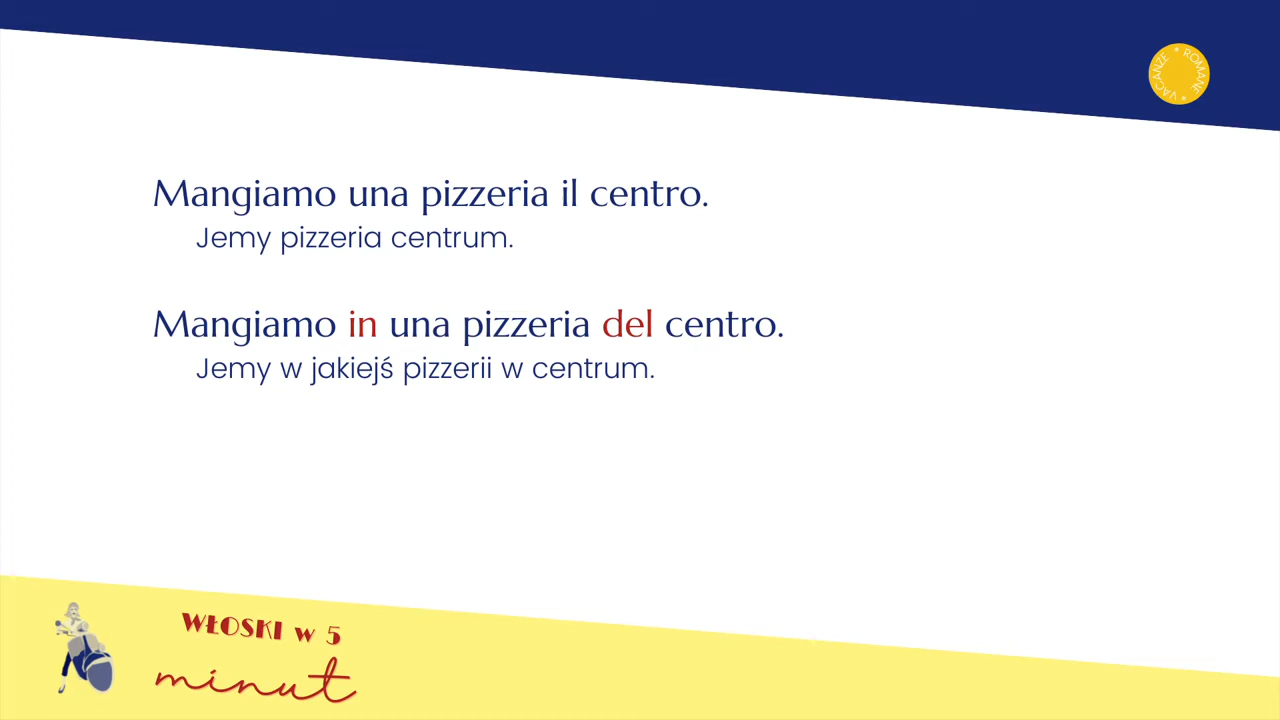 VACANZE * ROMANE *
Mangiamo una pizzeria il centro.
Jemy pizzeria centrum.
Mangiamo in una pizzeria del centro.
Jemy w jakiejś pizzerii w centrum.
WŁOSKI w 5
minut